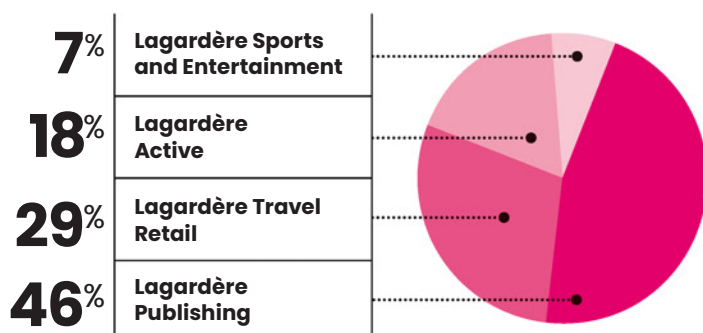 7%
Lagardère Sports
and Entertainment
18%
Lagardère
Active
29%
Lagardère Travel
Retail
46%
Lagardère
Publishing